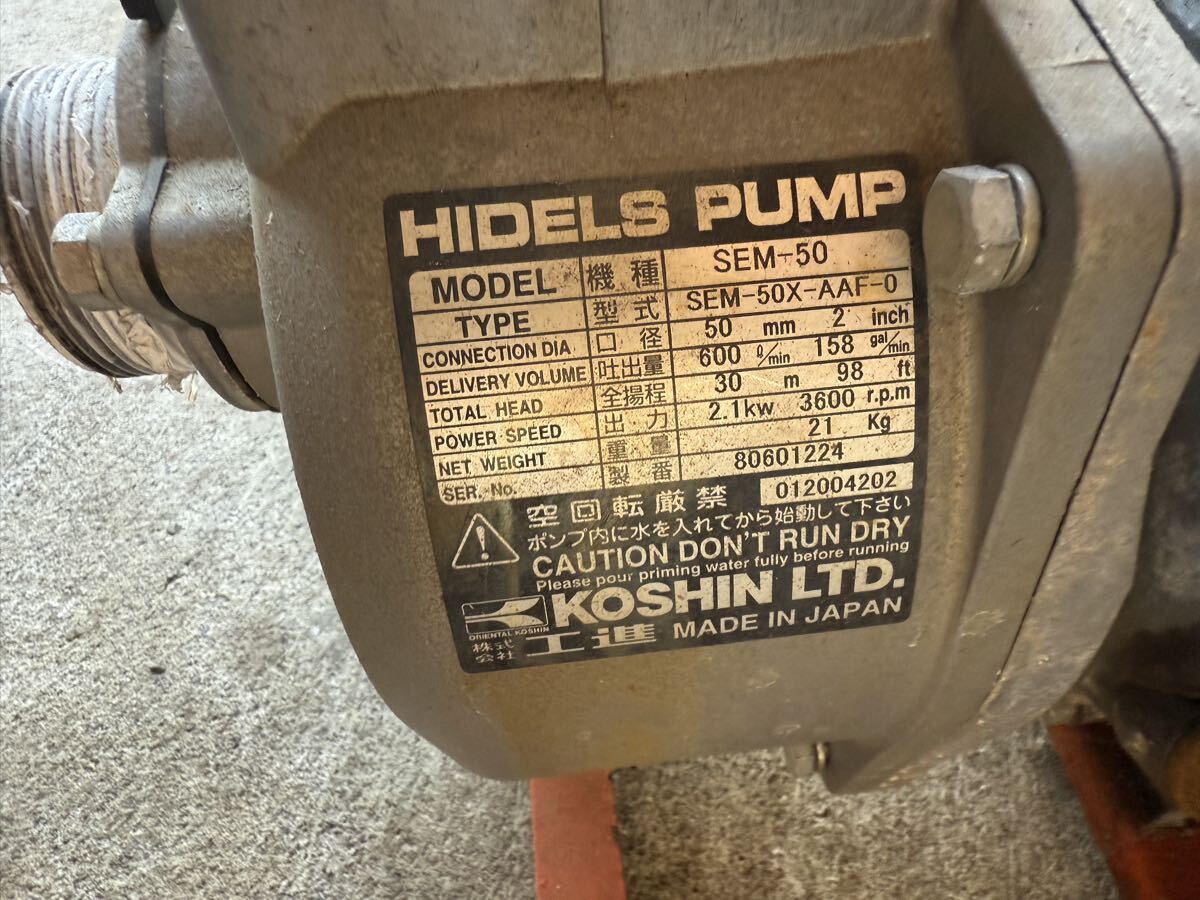 HIDELS PUMP
MODEL 機種 SEM-50
TYPE 型式 SEM-50X-AAF-0
CONNECTION DIA. 口径 50 mm 2 inch
DELIVERY VOLUME 吐出量 600 ℓ/min 158 gal/min
TOTAL HEAD 全揚程 30 m 98 ft
POWER SPEED 出力 2.1kw 3600 r.p.m
NET WEIGHT 重量 21 Kg
SER.-No. 製番 80601224
012004202
空回転厳禁
ポンプ内に水を入れてから始動して下さい
CAUTION DON'T RUN DRY
Please pour priming water fully before running
ORIENTAL KOSHIN
KOSHIN LTD.
株式会社 工進 MADE IN JAPAN